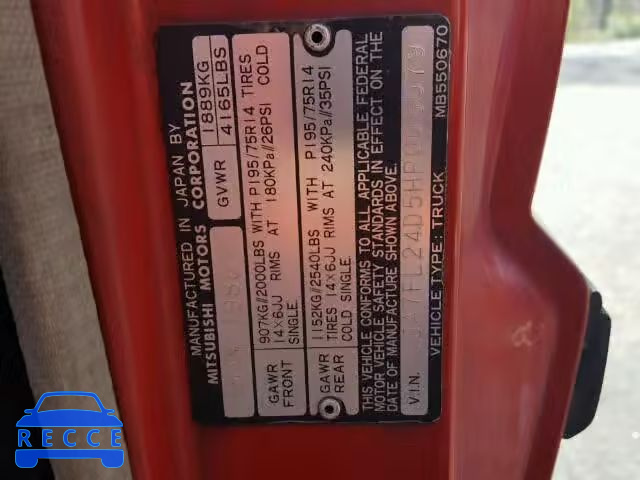 MANUFACTURED IN JAPAN BY
MITSUBISHI MOTORS CORPORATION
GVWR 1889KG
4165LBS
GAWR FRONT
907KG//2000LBS WITH P195/75R14 TIRES
14×6JJ RIMS AT 180KPa//26PSI COLD
SINGLE.
GAWR REAR
1152KG//2540LBS WITH P195/75R14
TIRES 14×6JJ RIMS AT 240KPa//35PSI
COLD SINGLE.
THIS VEHICLE CONFORMS TO ALL APPLICABLE FEDERAL
MOTOR VEHICLE SAFETY STANDARDS IN EFFECT ON THE
DATE OF MANUFACTURE SHOWN ABOVE.
V.I.N.
VEHICLE TYPE: TRUCK
MB550670
RECCE